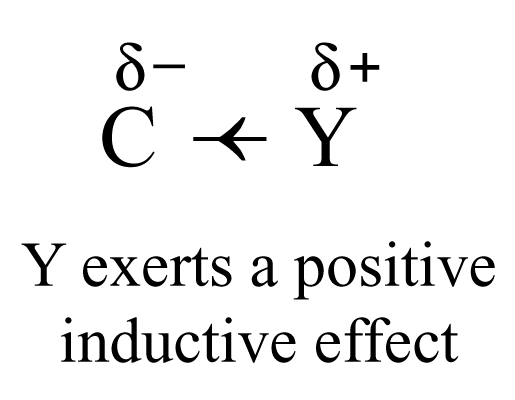 δ− δ+
C Y
Y exerts a positive
inductive effect